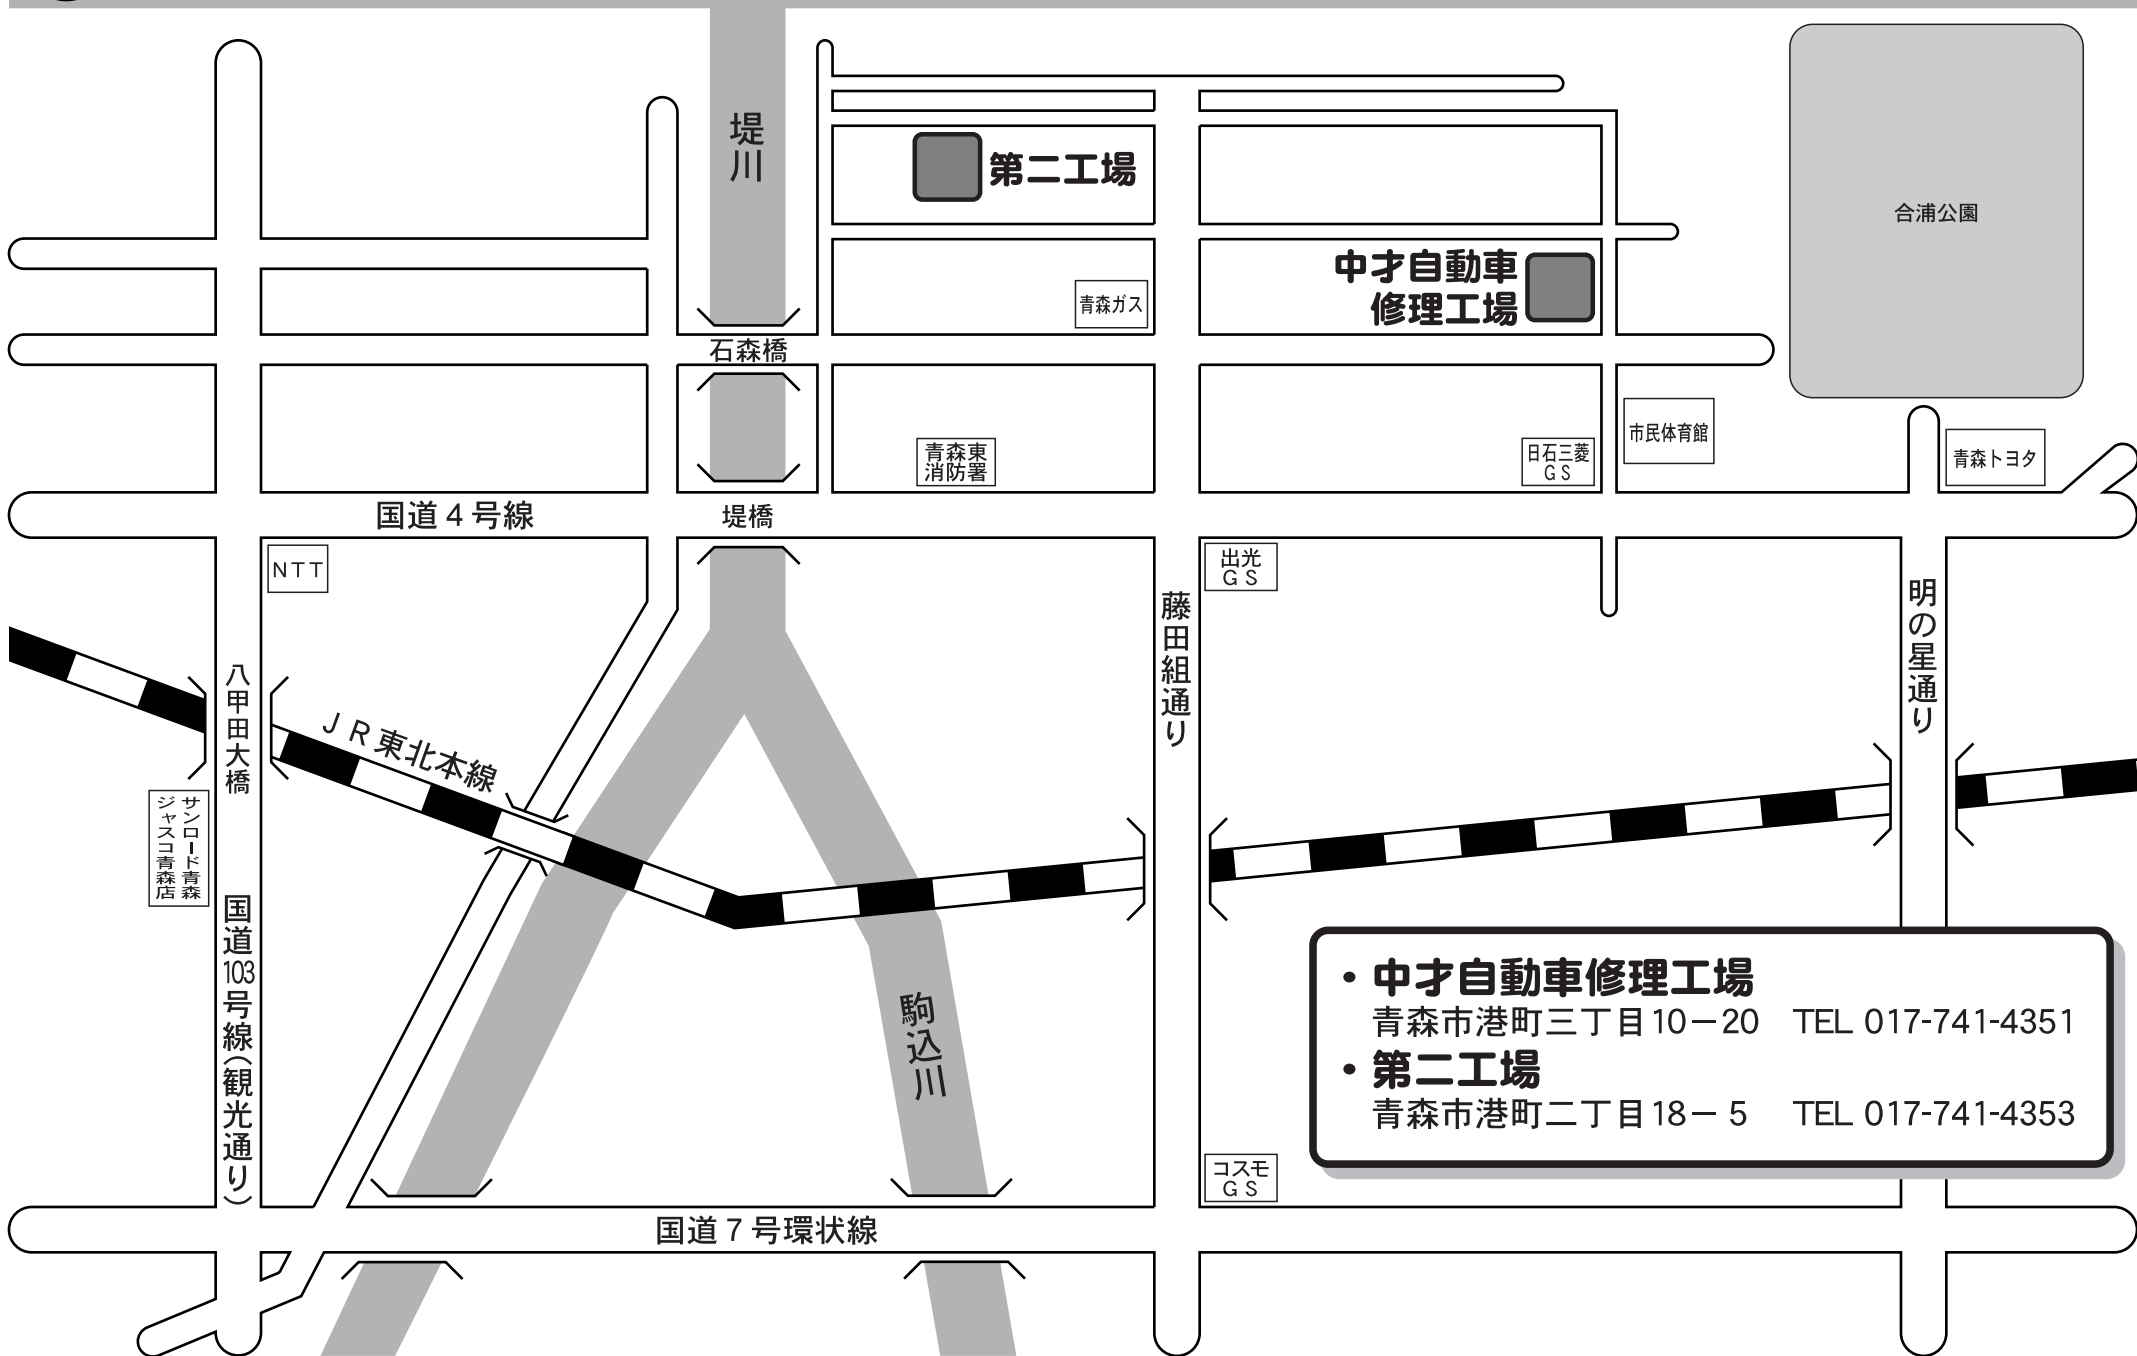 堤川
第二工場
合浦公園
中才自動車
修理工場
青森ガス
石森橋
市民体育館
青森東
消防署
日石三菱
GS
青森トヨタ
国道4号線
堤橋
NTT
出光
GS
藤田組通り
明の星通り
八甲田大橋
JR東北本線
サンロード青森
ジャスコ青森店
国道103号線(観光通り)
駒込川
・中才自動車修理工場
青森市港町三丁目10－20　TEL 017-741-4351
・第二工場
青森市港町二丁目18－ 5　TEL 017-741-4353
コスモ
GS
国道7号環状線